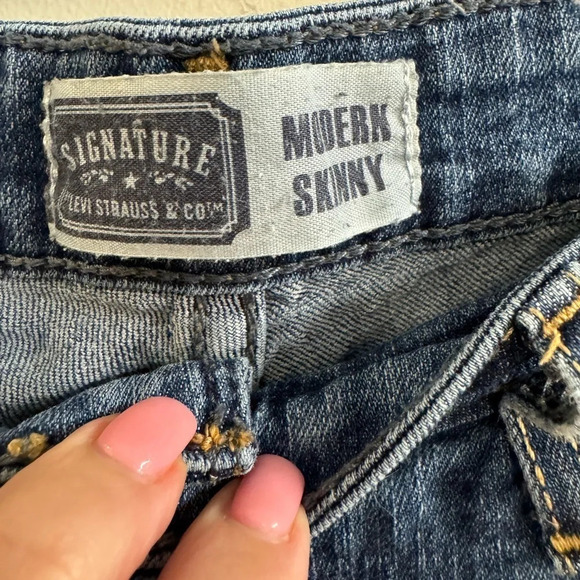 SIGNATURE
LEVI STRAUSS & CO™
MODERN
SKINNY